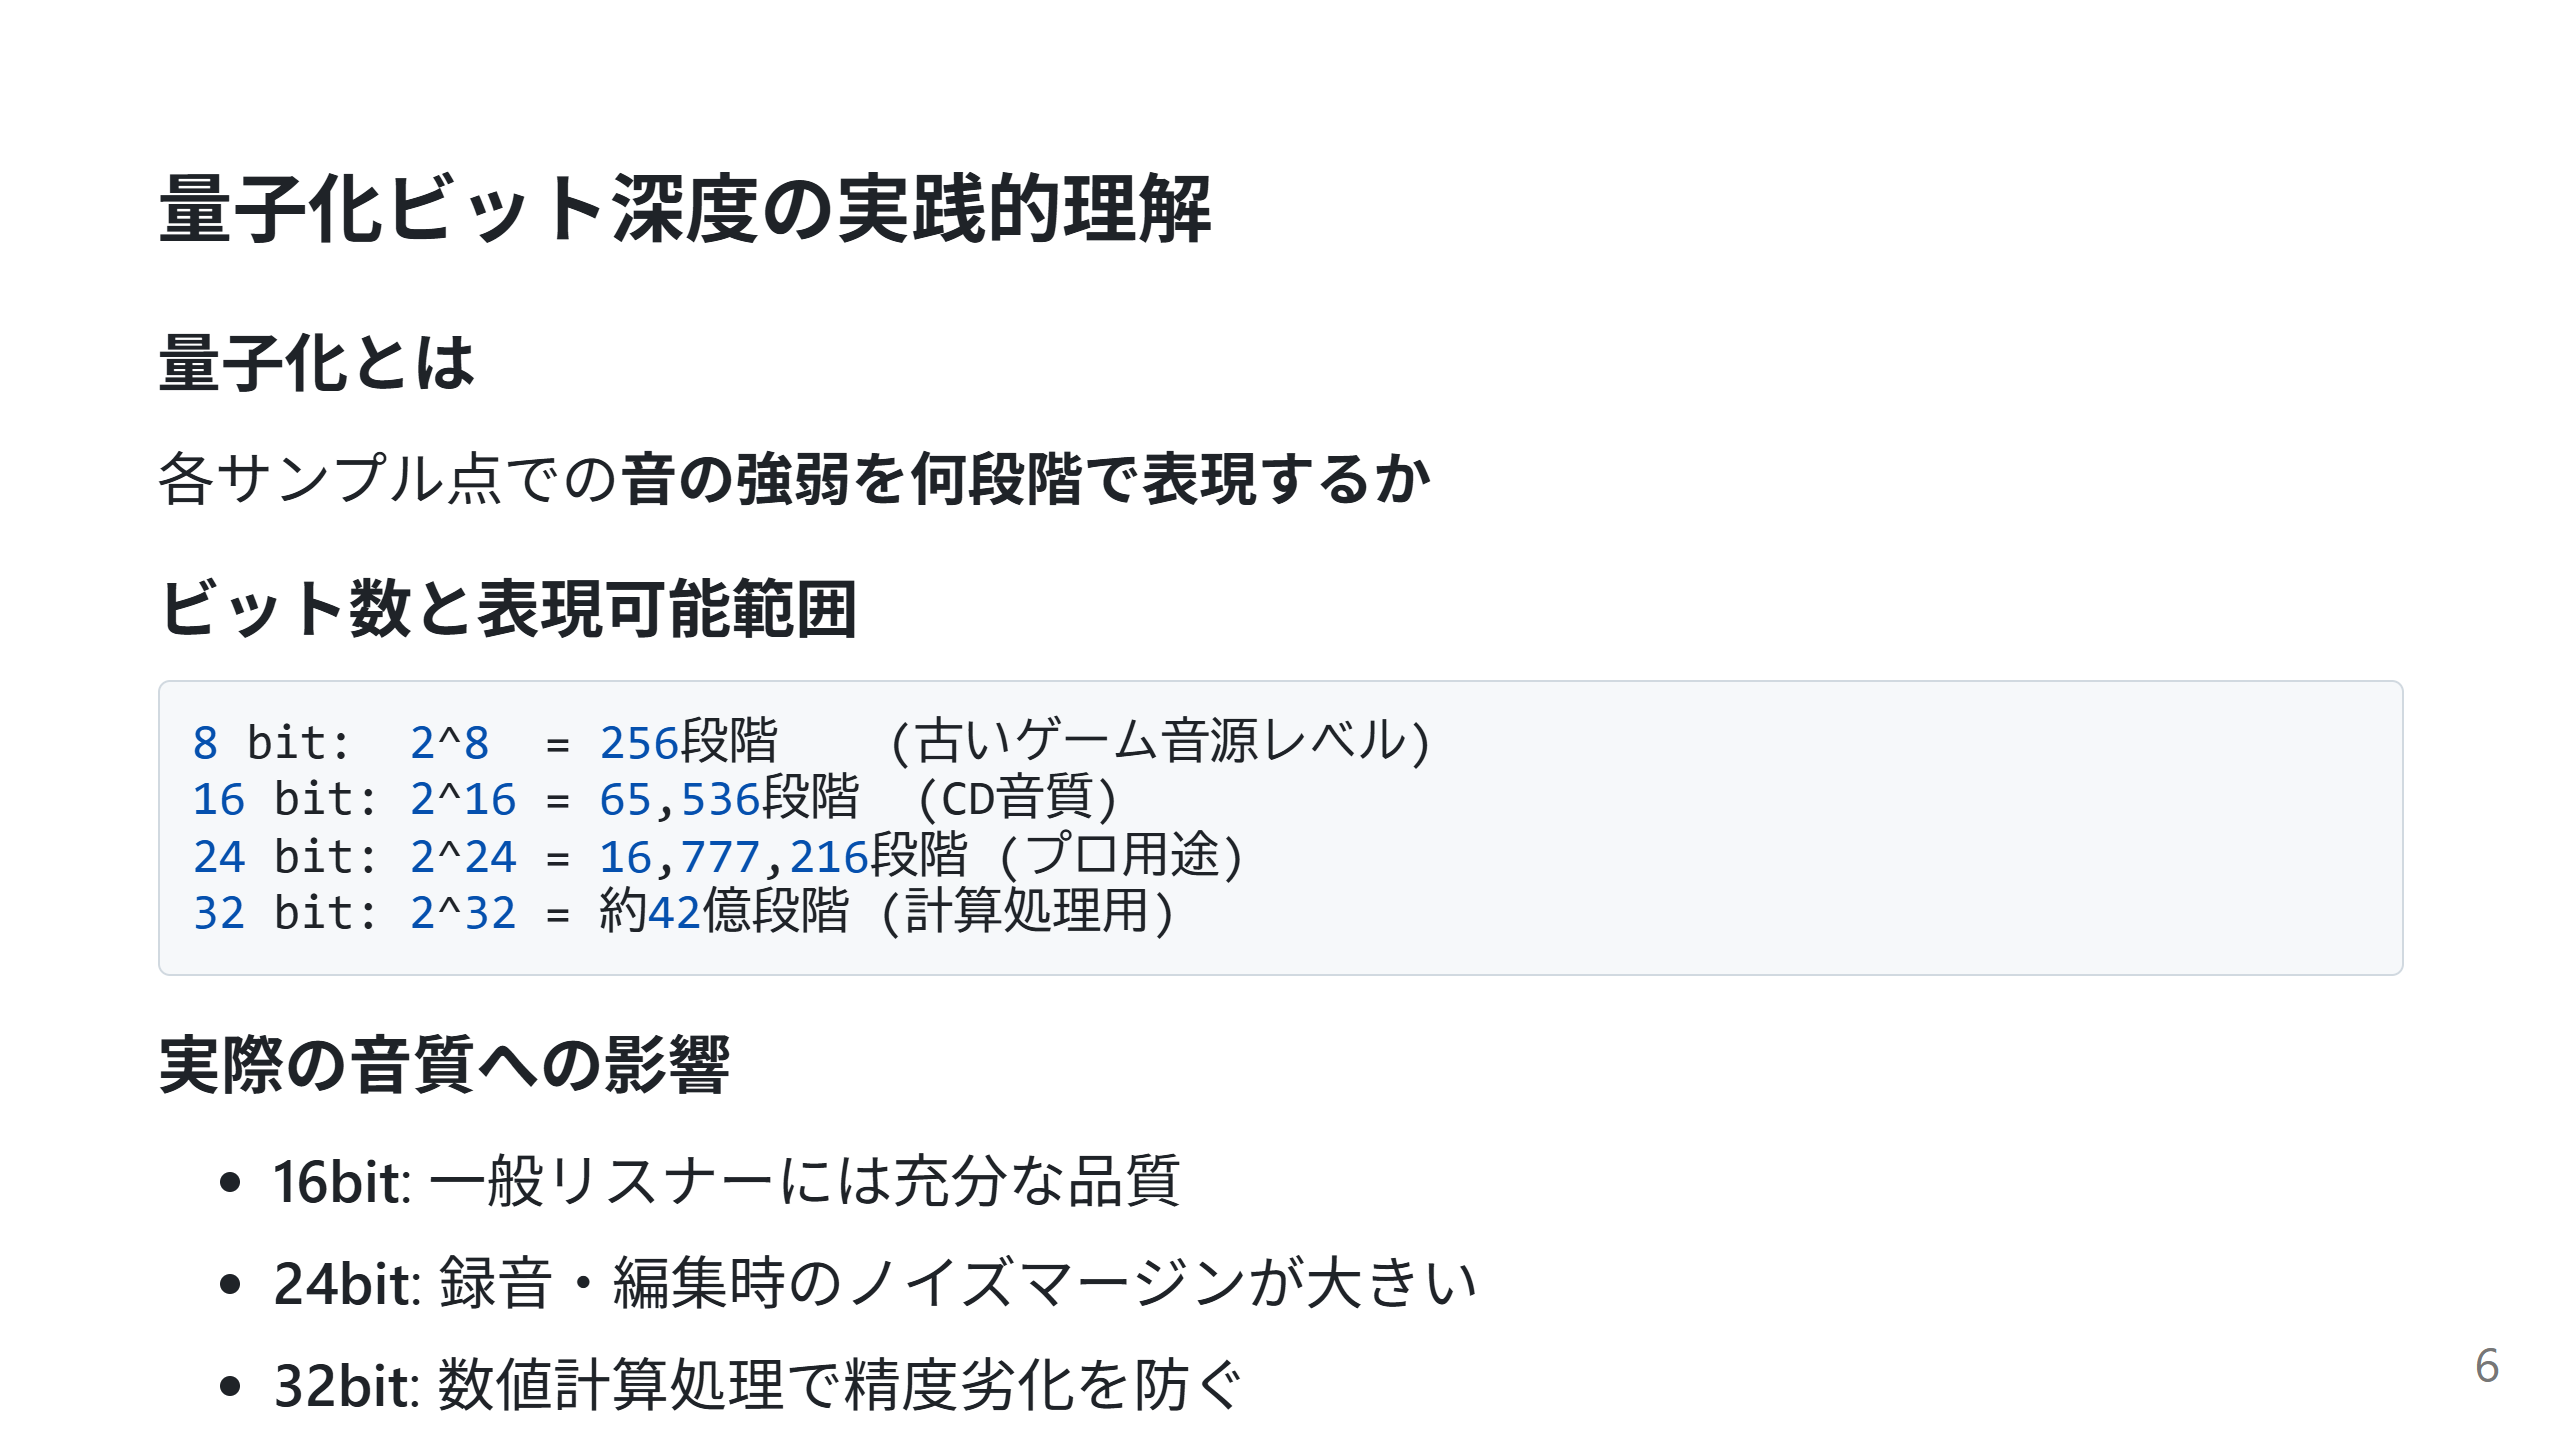 量子化ビット深度の実践的理解
量子化とは
各サンプル点での音の強弱を何段階で表現するか
ビット数と表現可能範囲
8 bit:  2^8  = 256段階    (古いゲーム音源レベル)
16 bit: 2^16 = 65,536段階  (CD音質)
24 bit: 2^24 = 16,777,216段階 (プロ用途)
32 bit: 2^32 = 約42億段階 (計算処理用)
実際の音質への影響
• 16bit: 一般リスナーには充分な品質
• 24bit: 録音・編集時のノイズマージンが大きい
• 32bit: 数値計算処理で精度劣化を防ぐ
6